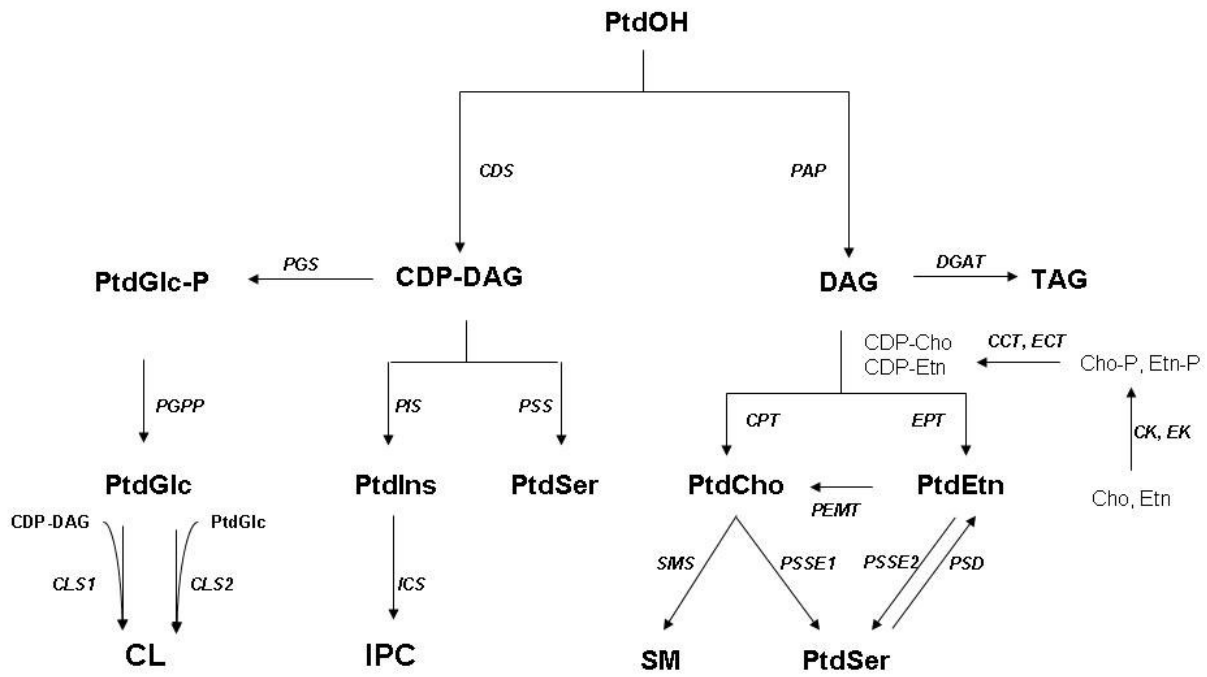 PtdOH
CDS
PAP
PtdGlc-P
PGS
CDP-DAG
DAG
DGAT
TAG
CDP-Cho
CDP-Etn
CCT, ECT
Cho-P, Etn-P
PGPP
PIS
PSS
CPT
EPT
CK, EK
PtdGlc
PtdIns
PtdSer
PtdCho
PEMT
PtdEtn
Cho, Etn
CDP-DAG
PtdGlc
CLS1
CLS2
ICS
SMS
PSSE1
PSSE2
PSD
CL
IPC
SM
PtdSer